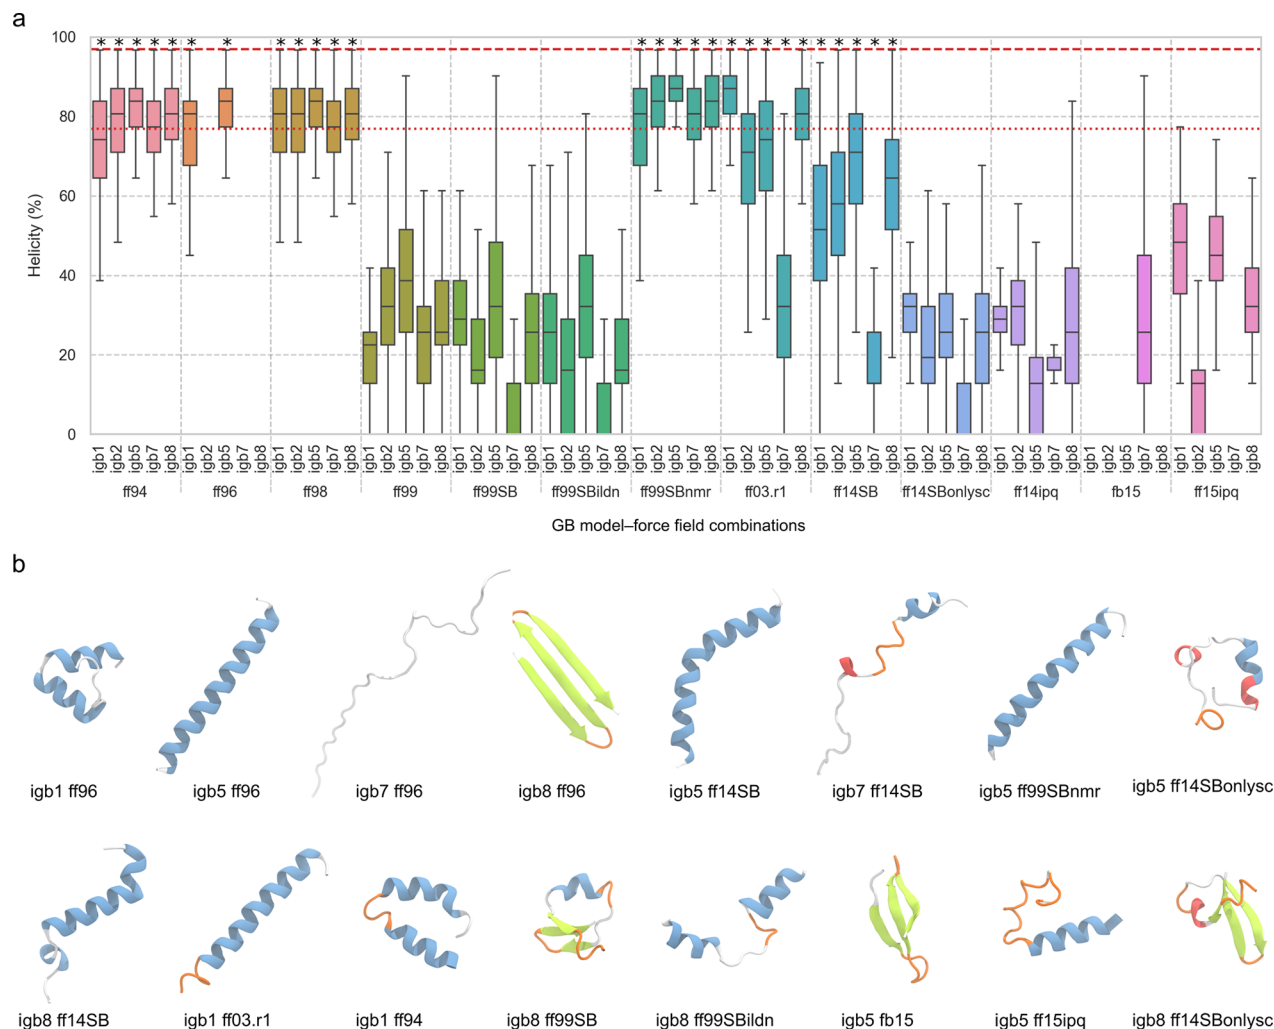 a
100
* * * * * * * * * * * * * * * * * * * * * * *
80
60
40
20
0
Helicity (%)
igb1 igb2 igb5 igb7 igb8 igb1 igb2 igb5 igb7 igb8 igb1 igb2 igb5 igb7 igb8 igb1 igb2 igb5 igb7 igb8 igb1 igb2 igb5 igb7 igb8 igb1 igb2 igb5 igb7 igb8 igb1 igb2 igb5 igb7 igb8 igb1 igb2 igb5 igb7 igb8 igb1 igb2 igb5 igb7 igb8 igb1 igb2 igb5 igb7 igb8 igb1 igb2 igb5 igb7 igb8 igb1 igb2 igb5 igb7 igb8 igb1 igb2 igb5 igb7 igb8
ff94 ff96 ff98 ff99 ff99SB ff99SBildn ff99SBnmr ff03.r1 ff14SB ff14SBonlysc ff14ipq fb15 ff15ipq
GB model–force field combinations
b
igb1 ff96 igb5 ff96 igb7 ff96 igb8 ff96 igb5 ff14SB igb7 ff14SB igb5 ff99SBnmr igb5 ff14SBonlysc
igb8 ff14SB igb1 ff03.r1 igb1 ff94 igb8 ff99SB igb8 ff99SBildn igb5 fb15 igb5 ff15ipq igb8 ff14SBonlysc